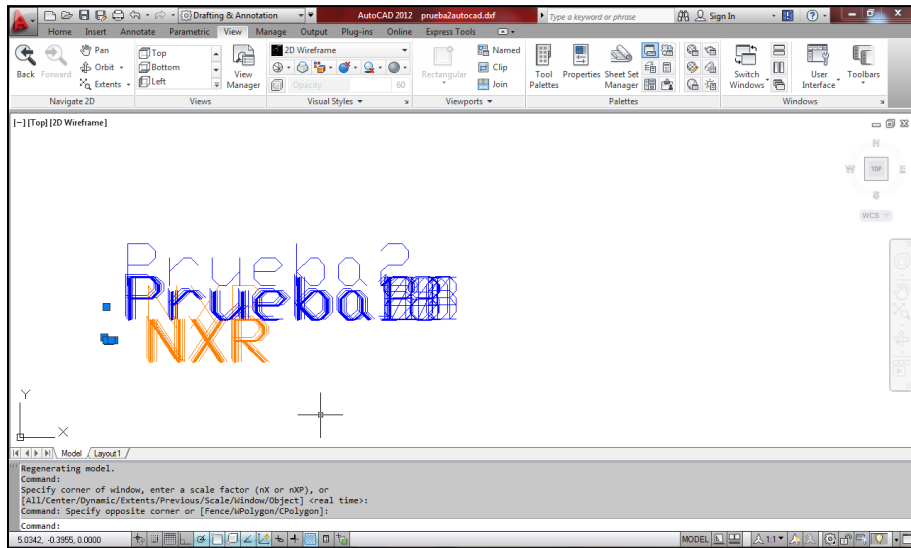 Drafting & Annotation
AutoCAD 2012 prueba2autocad.dxf
Type a keyword or phrase
Sign In
Home Insert Annotate Parametric View Manage Output Plug-ins Online Express Tools
Back Forward
Pan
Orbit
Extents
Navigate 2D
Top
Bottom
Left
View Manager
Views
2D Wireframe
Opacity 60
Visual Styles
Rectangular
Named
Clip
Join
Viewports
Tool Palettes
Properties
Sheet Set Manager
Palettes
Switch Windows
User Interface
Toolbars
Windows
[−] [Top] [2D Wireframe]
N
W TOP E
S
WCS
Prueba2
Prueba
NXR
Y
X
Model Layout1
Regenerating model.
Command:
Specify corner of window, enter a scale factor (nX or nXP), or
[All/Center/Dynamic/Extents/Previous/Scale/Window/Object] <real time>:
Command: Specify opposite corner or [Fence/WPolygon/CPolygon]:
Command:
5.0342, -0.3955, 0.0000
MODEL
1:1